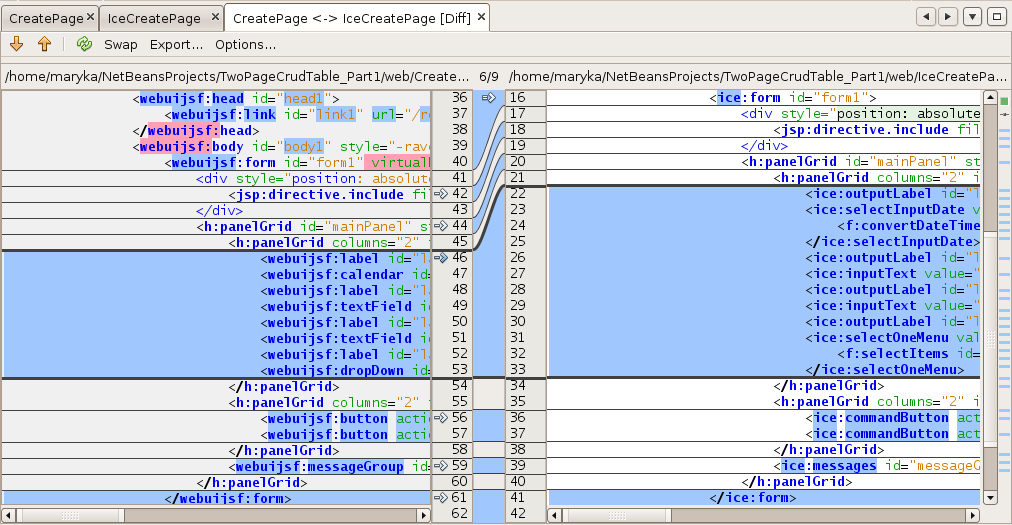 CreatePage
IceCreatePage
CreatePage <-> IceCreatePage [Diff]
Swap Export... Options...
/home/maryka/NetBeansProjects/TwoPageCrudTable_Part1/web/Create... 6/9 /home/maryka/NetBeansProjects/TwoPageCrudTable_Part1/web/IceCreatePa...
<webuijsf:head id="head1"> 36
<webuijsf:link id="link1" url="/re 37
</webuijsf:head> 38
<webuijsf:body id="body1" style="-rave 39
<webuijsf:form id="form1" virtual 40
<div style="position: absolute 41
<jsp:directive.include fil 42
</div> 43
<h:panelGrid id="mainPanel" st 44
<h:panelGrid columns="2" i 45
<webuijsf:label id="la 46
<webuijsf:calendar id 47
<webuijsf:label id="la 48
<webuijsf:textField id 49
<webuijsf:label id="la 50
<webuijsf:textField id 51
<webuijsf:label id="la 52
<webuijsf:dropDown id= 53
</h:panelGrid> 54
<h:panelGrid columns="2" i 55
<webuijsf:button actio 56
<webuijsf:button actio 57
</h:panelGrid> 58
<webuijsf:messageGroup id= 59
</h:panelGrid> 60
</webuijsf:form> 61
62
16 <ice:form id="form1">
17 <div style="position: absolute
18 <jsp:directive.include fil
19 </div>
20 <h:panelGrid id="mainPanel" st
21 <h:panelGrid columns="2" i
22 <ice:outputLabel id="l
23 <ice:selectInputDate v
24 <f:convertDateTime
25 </ice:selectInputDate>
26 <ice:outputLabel id="l
27 <ice:inputText value="
28 <ice:outputLabel id="l
29 <ice:inputText value="
30 <ice:outputLabel id="l
31 <ice:selectOneMenu val
32 <f:selectItems id=
33 </ice:selectOneMenu>
34 </h:panelGrid>
35 <h:panelGrid columns="2" i
36 <ice:commandButton act
37 <ice:commandButton act
38 </h:panelGrid>
39 <ice:messages id="messageG
40 </h:panelGrid>
41 </ice:form>
42